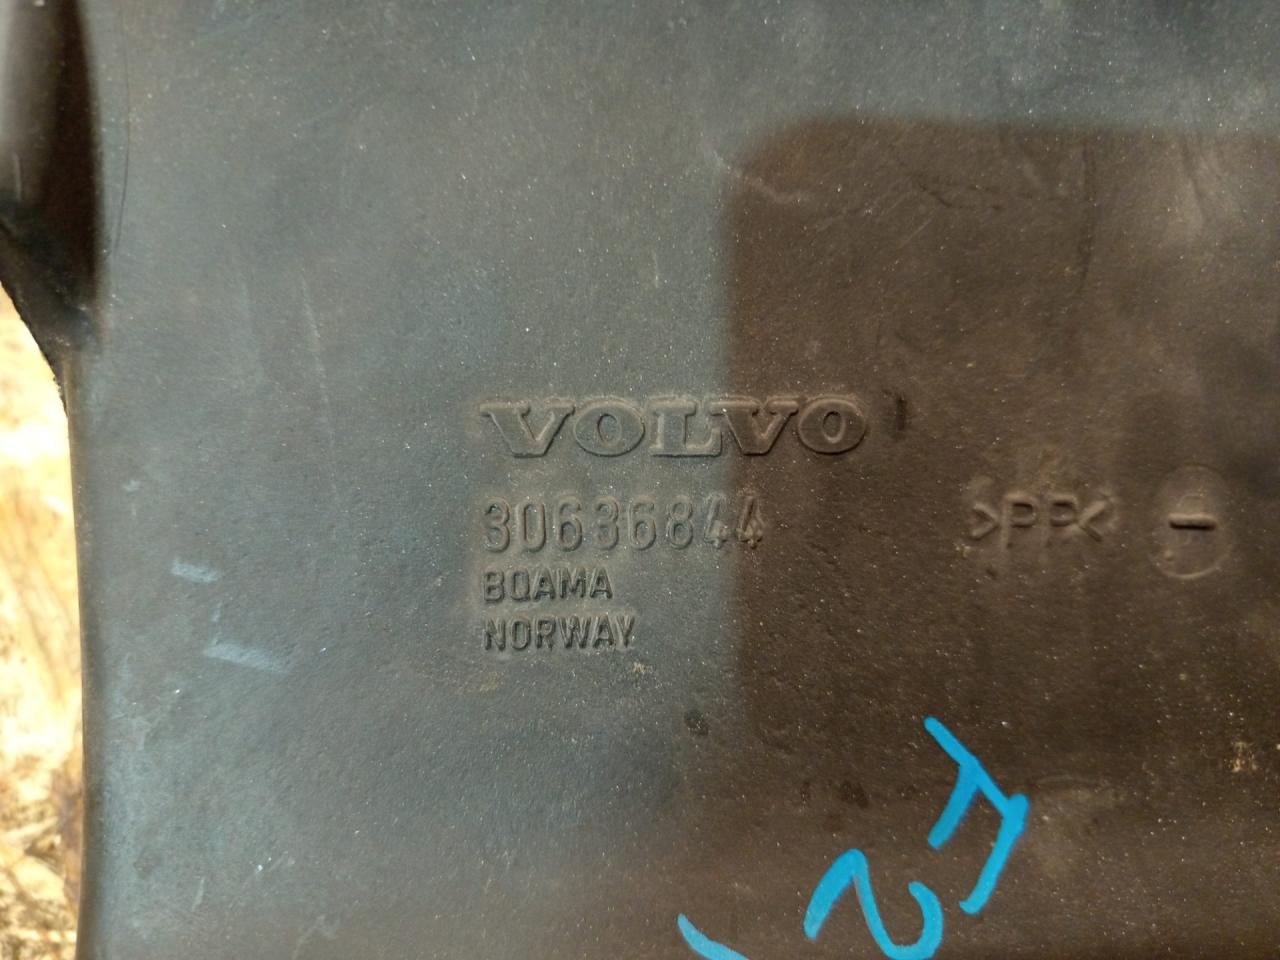 VOLVO
30636844
BQAMA
NORWAY
>PP<